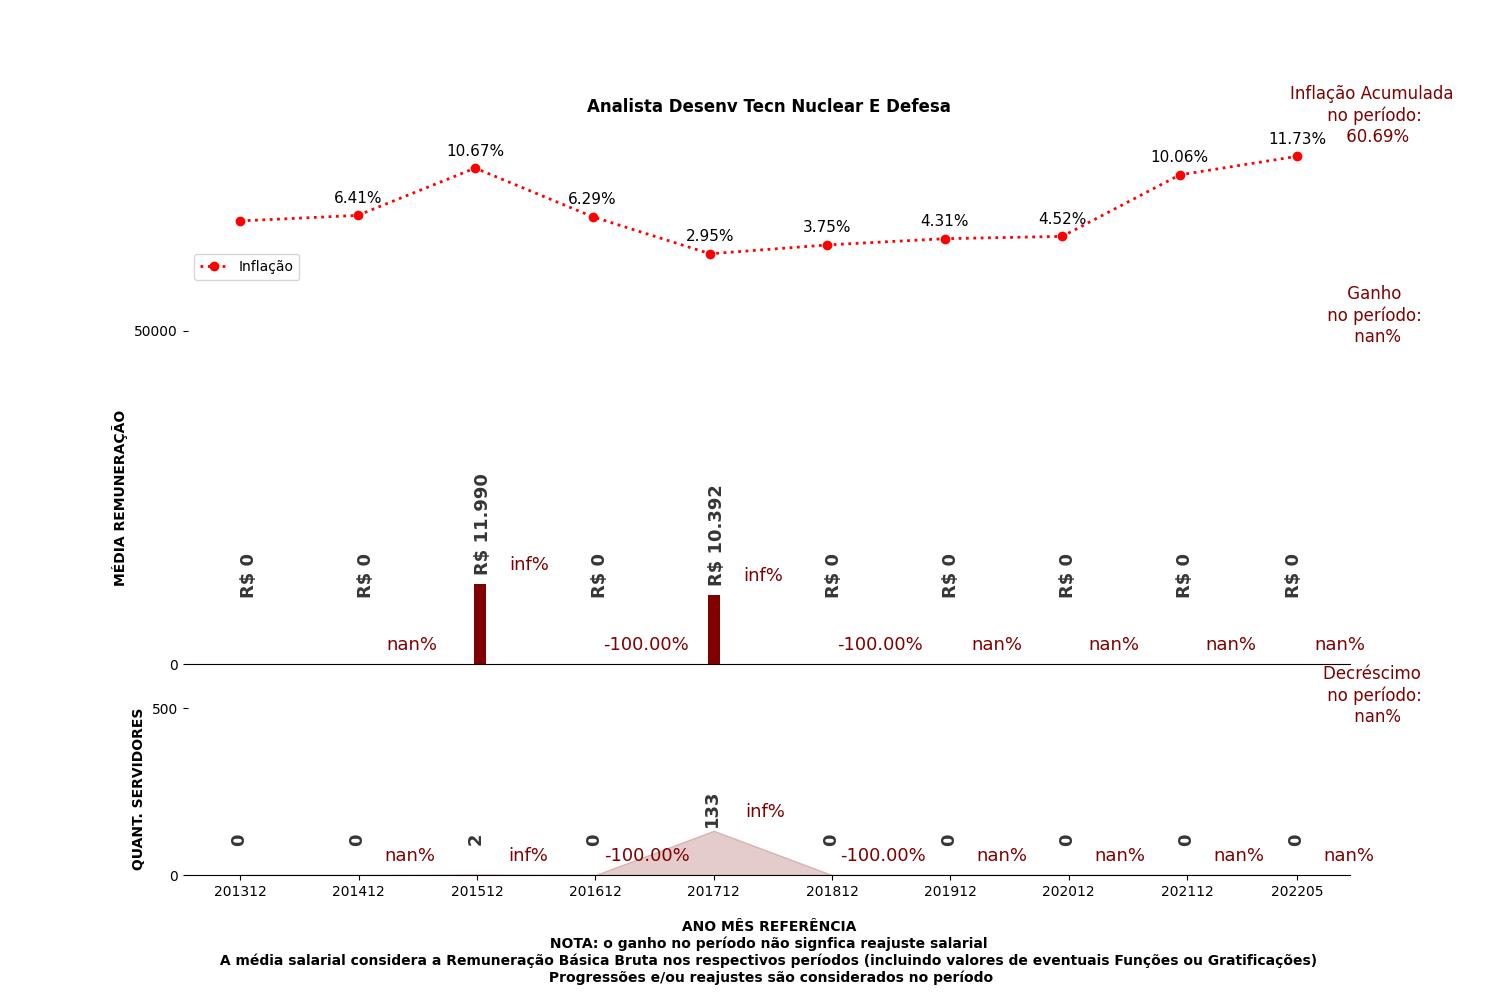 Analista Desenv Tecn Nuclear E Defesa
Inflação Acumulada
no período:
60.69%
6.41%
10.67%
6.29%
2.95%
3.75%
4.31%
4.52%
10.06%
11.73%
Inflação
Ganho
no período:
nan%
50000
0
MÉDIA REMUNERAÇÃO
R$ 0
R$ 0
R$ 11.990
R$ 0
R$ 10.392
R$ 0
R$ 0
R$ 0
R$ 0
R$ 0
nan%
inf%
-100.00%
inf%
-100.00%
nan%
nan%
nan%
nan%
Decréscimo
no período:
nan%
500
0
QUANT. SERVIDORES
0
0
2
0
133
0
0
0
0
0
nan%
inf%
-100.00%
inf%
-100.00%
nan%
nan%
nan%
nan%
201312
201412
201512
201612
201712
201812
201912
202012
202112
202205
ANO MÊS REFERÊNCIA
NOTA: o ganho no período não signfica reajuste salarial
A média salarial considera a Remuneração Básica Bruta nos respectivos períodos (incluindo valores de eventuais Funções ou Gratificações)
Progressões e/ou reajustes são considerados no período